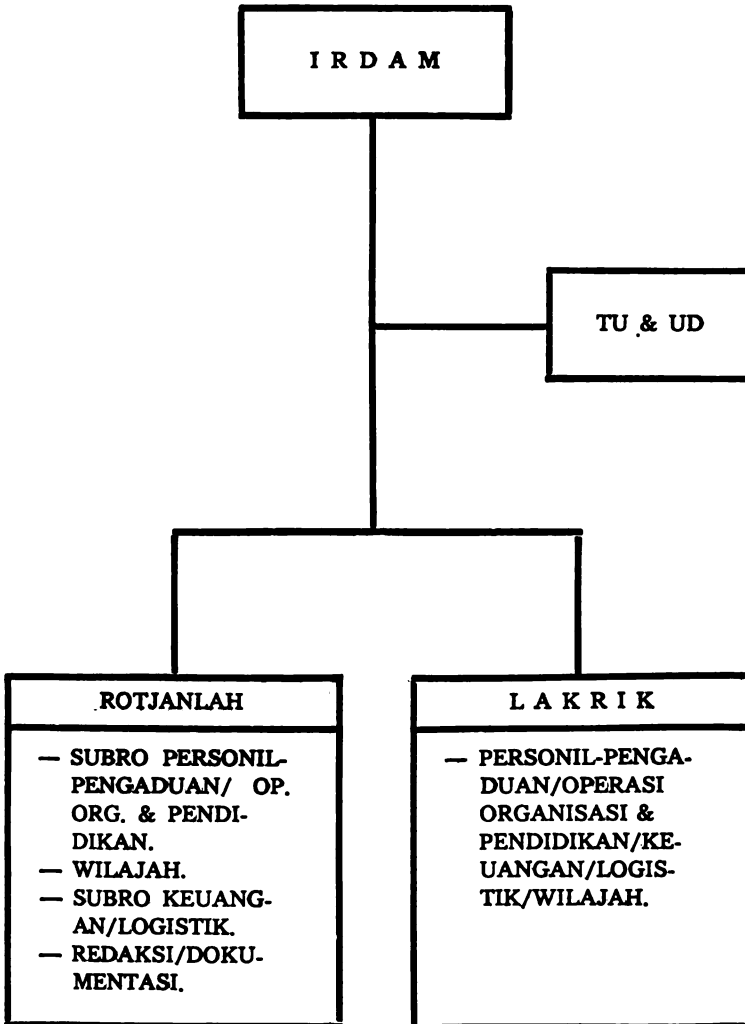 I R D A M
TU & UD
ROTJANLAH
— SUBRO PERSONIL-
PENGADUAN/ OP.
ORG. & PENDI-
DIKAN.
— WILAJAH.
— SUBRO KEUANG-
AN/LOGISTIK.
— REDAKSI/DOKU-
MENTASI.
L A K R I K
— PERSONIL-PENGA-
DUAN/OPERASI
ORGANISASI &
PENDIDIKAN/KE-
UANGAN/LOGIS-
TIK/WILAJAH.